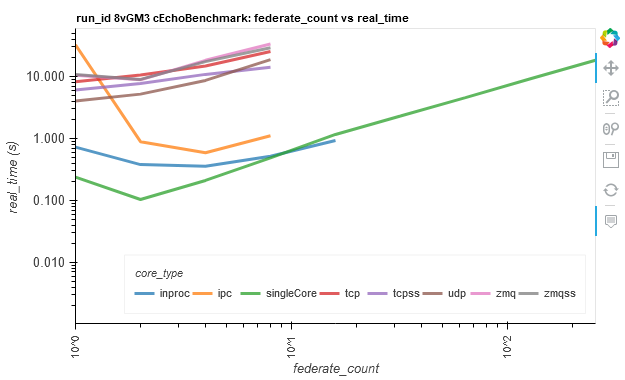 run_id 8vGM3 cEchoBenchmark: federate_count vs real_time
real_time (s)
10.000
1.000
0.100
0.010
core_type
inproc ipc singleCore tcp tcpss udp zmq zmqss
10^0 10^1 10^2
federate_count